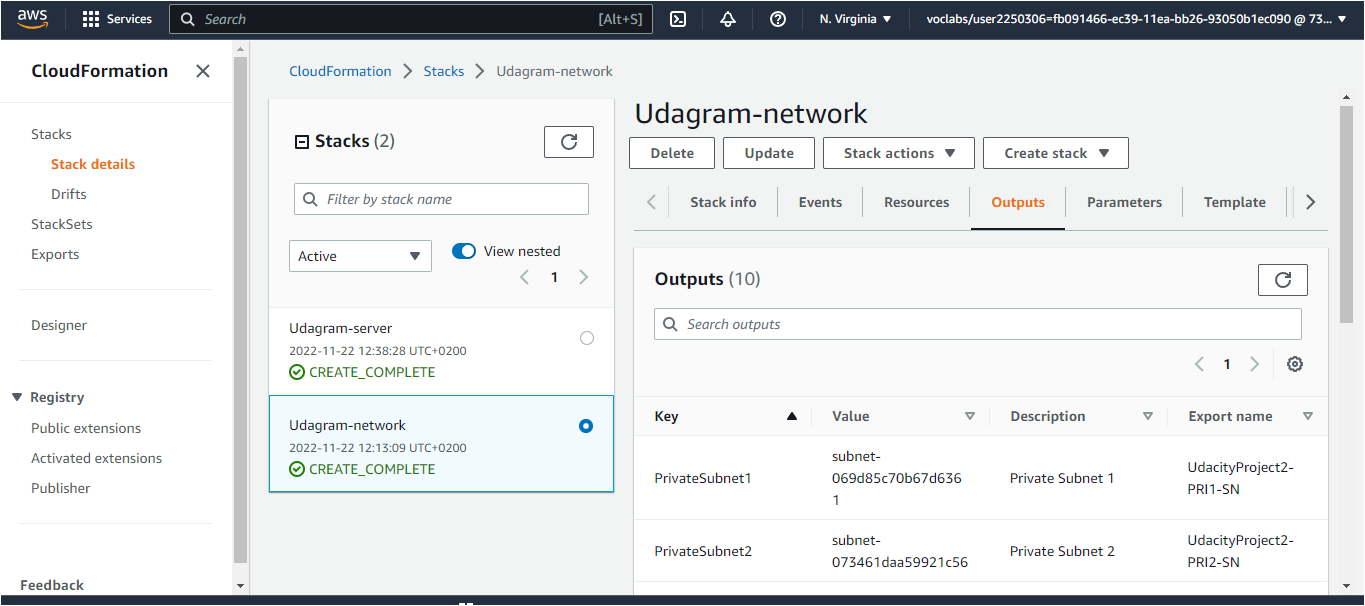 aws
Services
Search
[Alt+S]
N. Virginia
voclabs/user2250306=fb091466-ec39-11ea-bb26-93050b1ec090 @ 73...
CloudFormation
Stacks
Stack details
Drifts
StackSets
Exports
Designer
Registry
Public extensions
Activated extensions
Publisher
Feedback
CloudFormation
Stacks
Udagram-network
Stacks (2)
Filter by stack name
Active
View nested
1
Udagram-server
2022-11-22 12:38:28 UTC+0200
CREATE_COMPLETE
Udagram-network
2022-11-22 12:13:09 UTC+0200
CREATE_COMPLETE
Udagram-network
Delete
Update
Stack actions
Create stack
Stack info
Events
Resources
Outputs
Parameters
Template
Outputs (10)
Search outputs
1
Key
Value
Description
Export name
PrivateSubnet1
subnet-
069d85c70b67d636
1
Private Subnet 1
UdacityProject2-
PRI1-SN
PrivateSubnet2
subnet-
073461daa59921c56
Private Subnet 2
UdacityProject2-
PRI2-SN